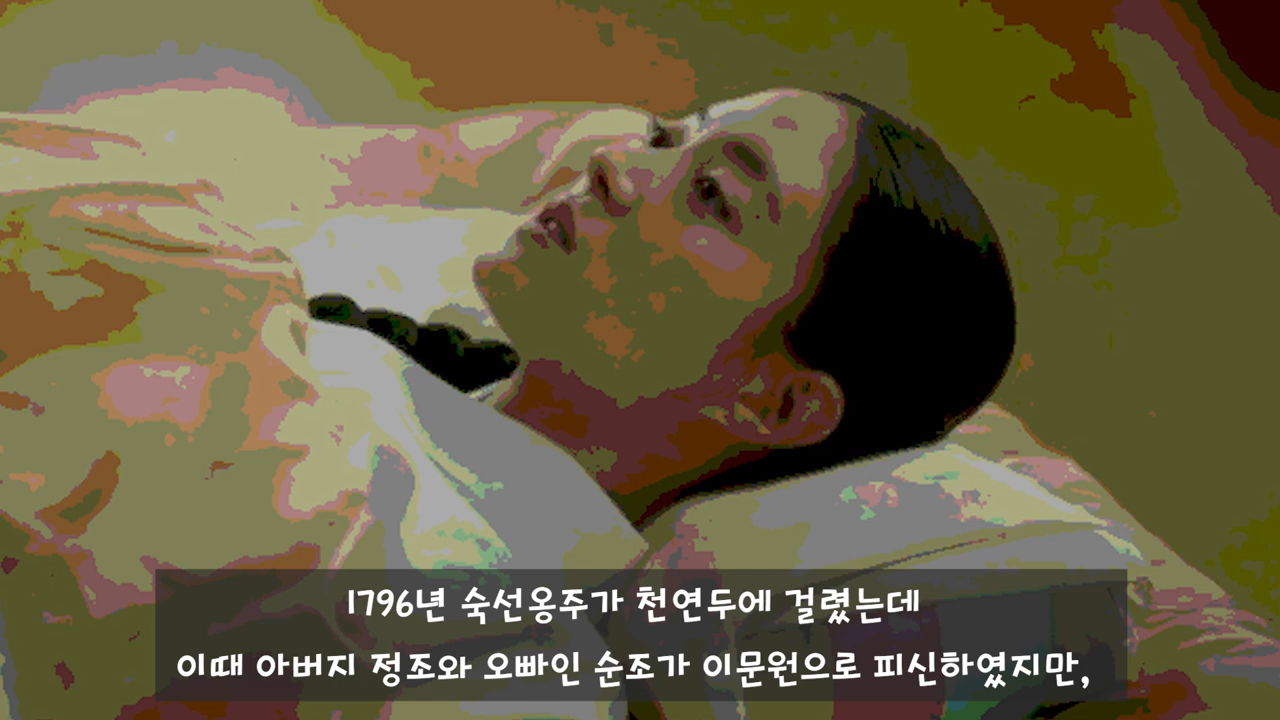 1796년 숙선옹주가 천연두에 걸렸는데
이때 아버지 정조와 오빠인 순조가 이문원으로 피신하였지만,